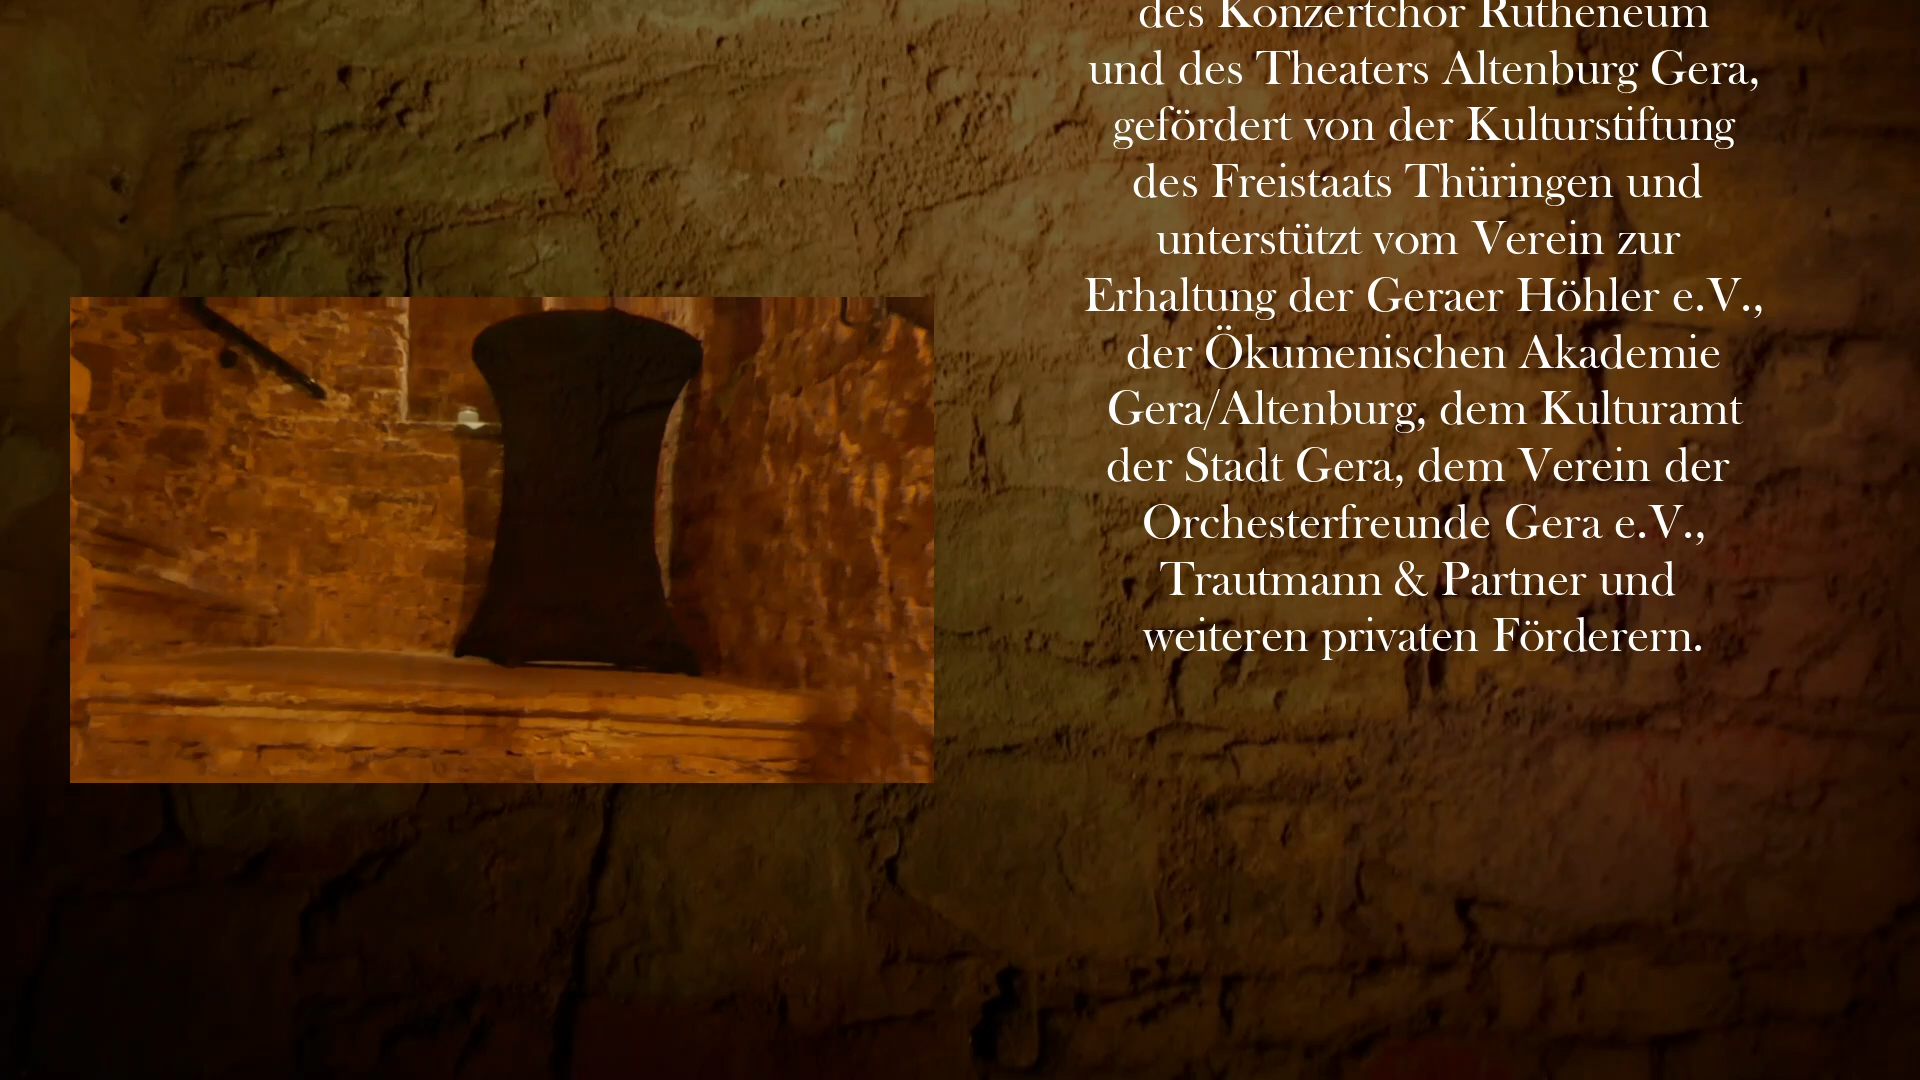 des Konzertchor Rutheneum
und des Theaters Altenburg Gera,
gefördert von der Kulturstiftung
des Freistaats Thüringen und
unterstützt vom Verein zur
Erhaltung der Geraer Höhler e.V.,
der Ökumenischen Akademie
Gera/Altenburg, dem Kulturamt
der Stadt Gera, dem Verein der
Orchesterfreunde Gera e.V.,
Trautmann & Partner und
weiteren privaten Förderern.